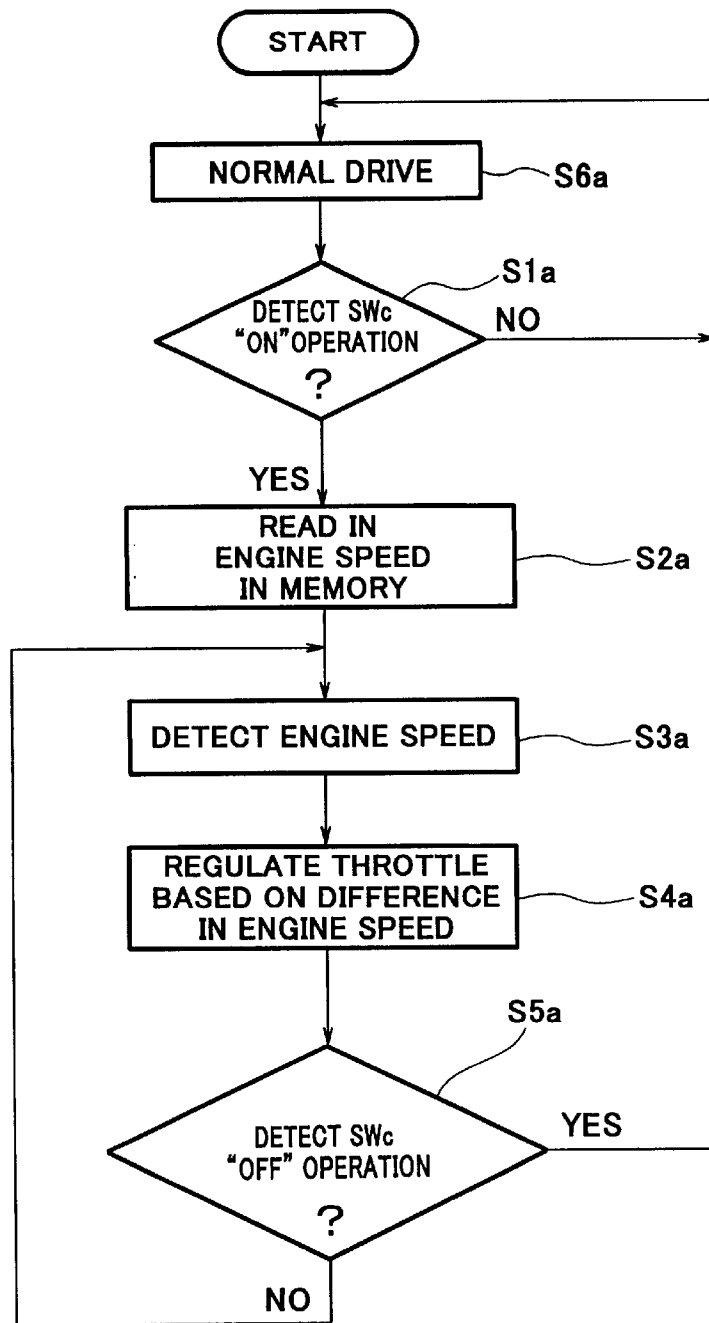 START
NORMAL DRIVE
S6a
S1a
DETECT SWc
"ON"OPERATION
?
NO
YES
READ IN
ENGINE SPEED
IN MEMORY
S2a
DETECT ENGINE SPEED
S3a
REGULATE THROTTLE
BASED ON DIFFERENCE
IN ENGINE SPEED
S4a
S5a
DETECT SWc
"OFF" OPERATION
?
YES
NO